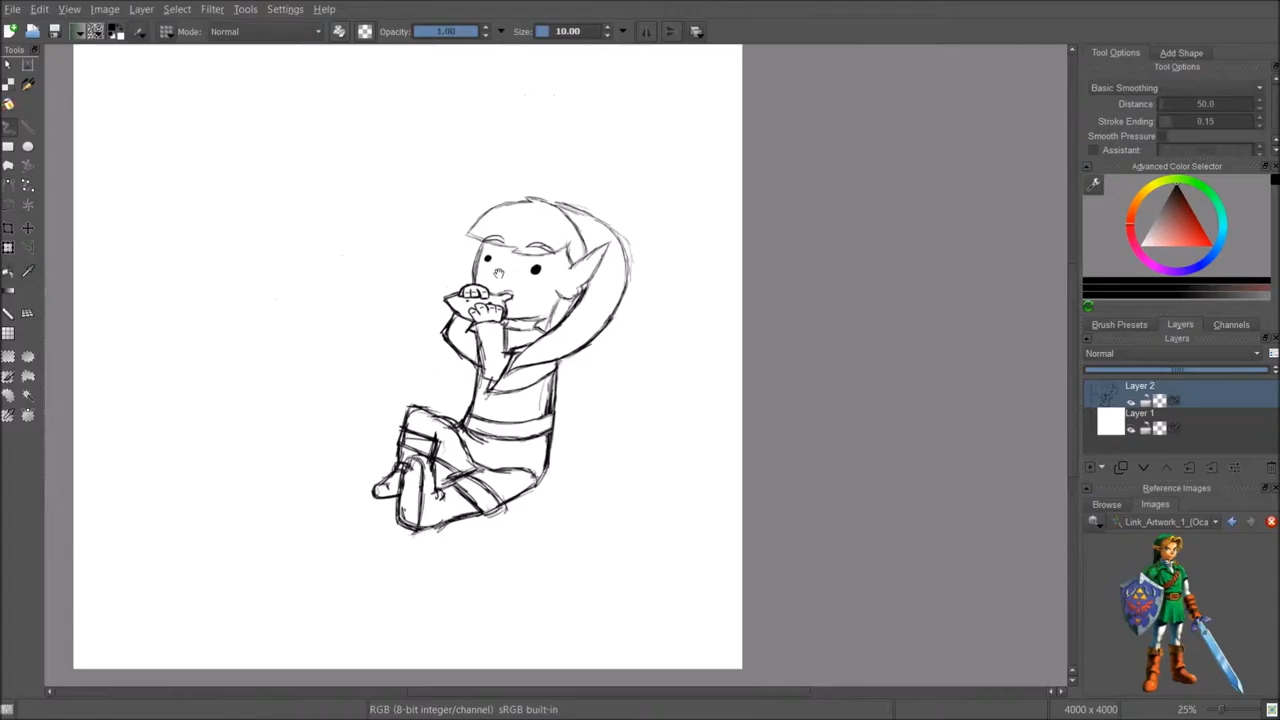 File Edit View Image Layer Select Filter Tools Settings Help
Mode: Normal Opacity: 1.00 Size: 10.00
Tools
Tool Options Add Shape
Tool Options
Basic Smoothing
Distance: 50.0
Stroke Ending 0.15
Smooth Pressure
Assistant:
Advanced Color Selector
Brush Presets Layers Channels
Layers
Normal
Layer 2
Layer 1
Reference Images
Browse Images
Link_Artwork_1_(Oca
RGB (8-bit integer/channel) sRGB built-in 4000 x 4000 25%